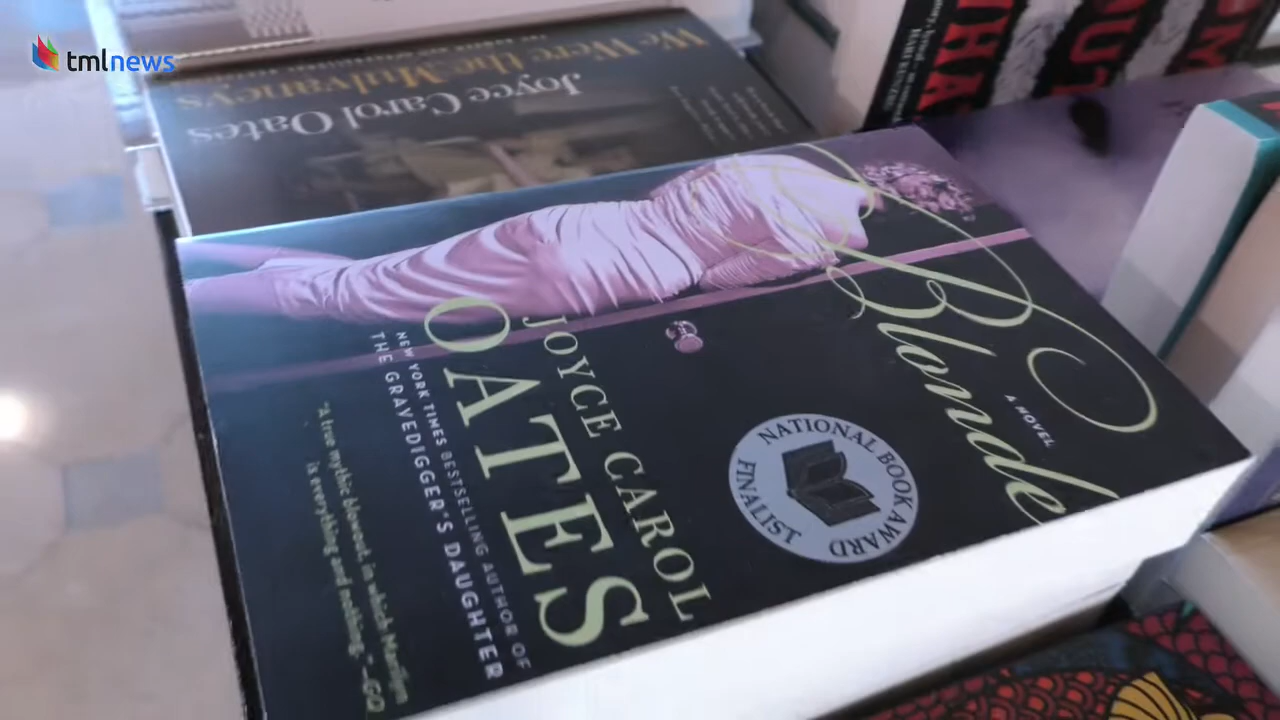 tmlnews
We Were the Mulvaneys
Joyce Carol Oates
Blonde
A NOVEL
NATIONAL BOOK AWARD
FINALIST
JOYCE CAROL
OATES
NEW YORK TIMES BESTSELLING AUTHOR OF
THE GRAVEDIGGER'S DAUGHTER
"A true mythic blowout, in which Marilyn
is everything and nothing." —GQ